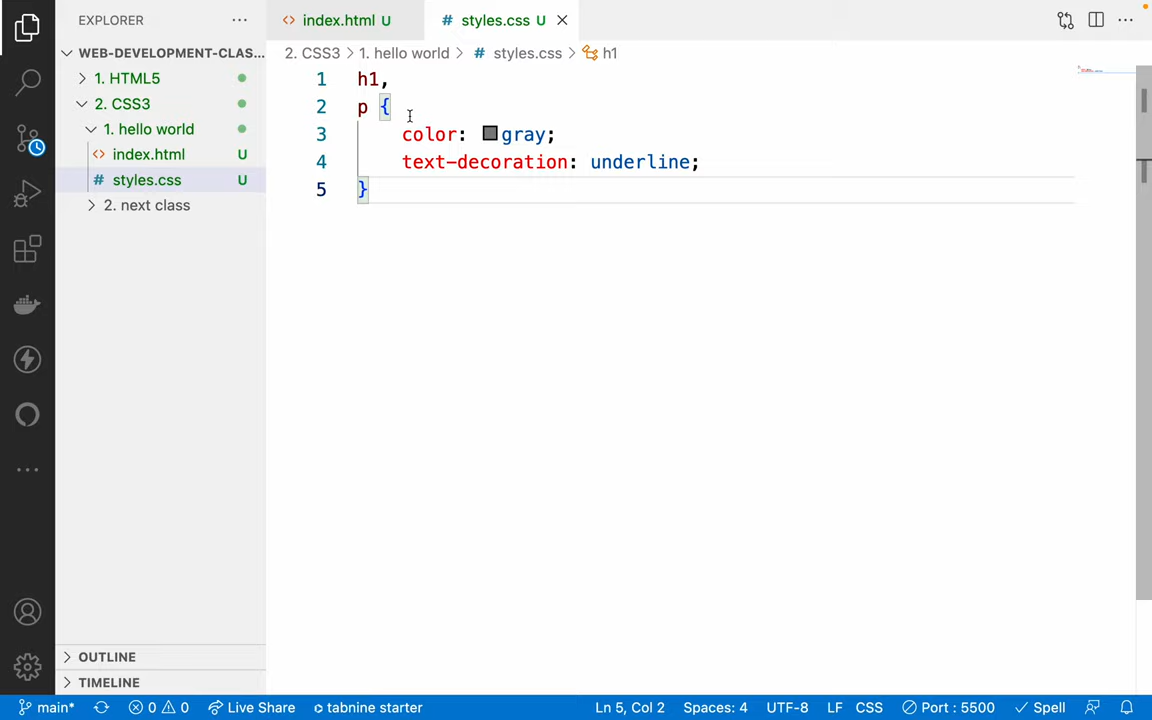 EXPLORER
WEB-DEVELOPMENT-CLAS...
1. HTML5
2. CSS3
1. hello world
<> index.html U
# styles.css U
2. next class
OUTLINE
TIMELINE
<> index.html U
# styles.css U
2. CSS3 > 1. hello world > # styles.css > h1
1 h1,
2 p {
3 color: gray;
4 text-decoration: underline;
5 }
main* 0 0 Live Share tabnine starter Ln 5, Col 2 Spaces: 4 UTF-8 LF CSS Port : 5500 Spell